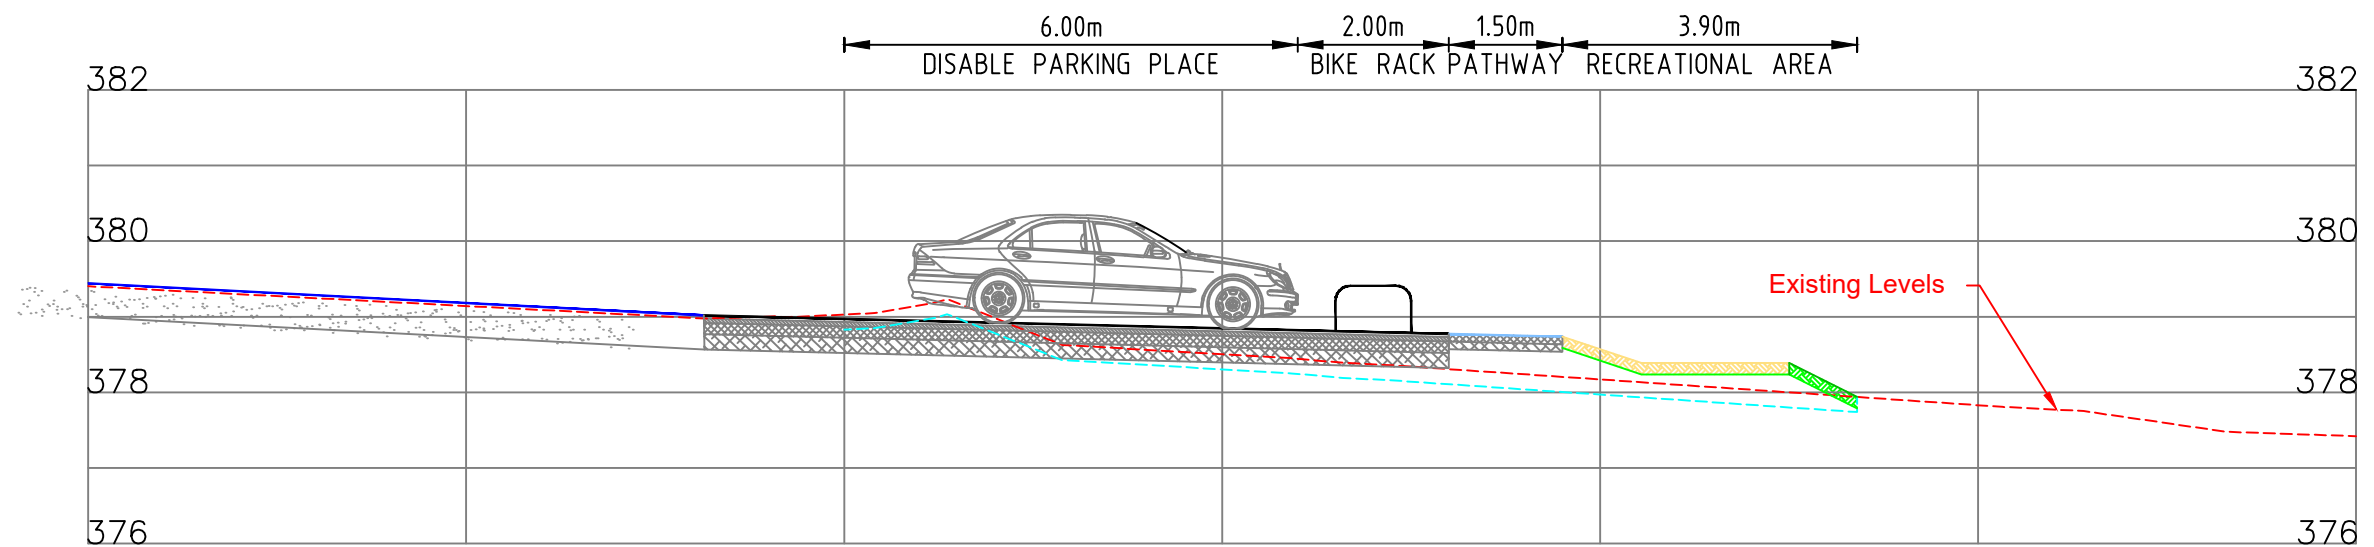 6.00m 2.00m 1.50m 3.90m
DISABLE PARKING PLACE BIKE RACK PATHWAY RECREATIONAL AREA
382 382
380 380
Existing Levels
378 378
376 376